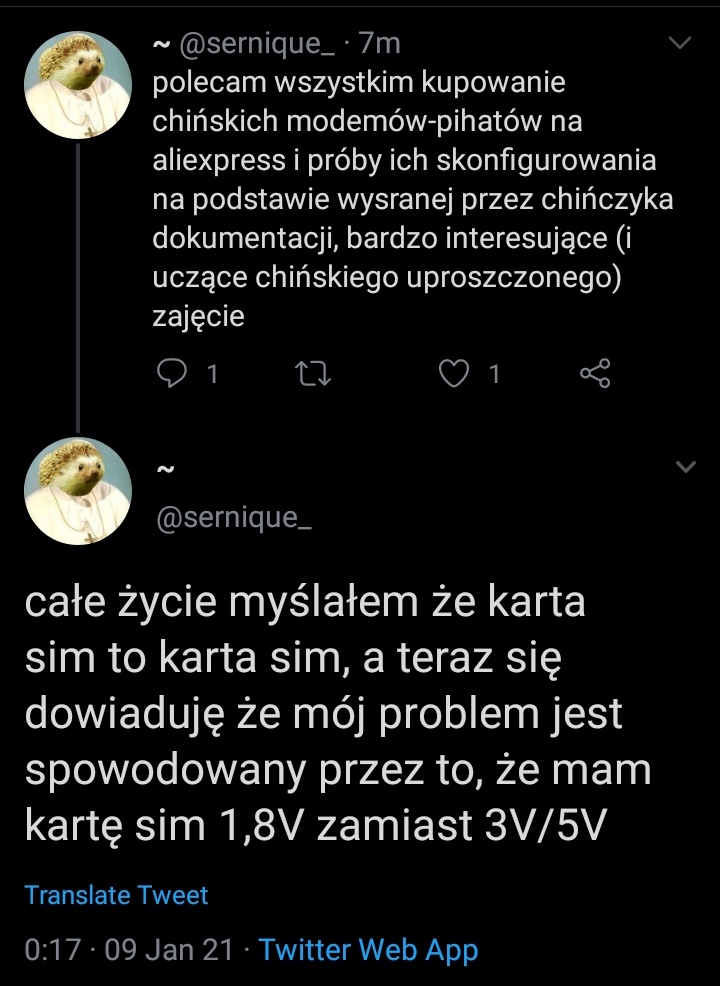 ~ @sernique_ · 7m
polecam wszystkim kupowanie
chińskich modemów-pihatów na
aliexpress i próby ich skonfigurowania
na podstawie wysranej przez chińczyka
dokumentacji, bardzo interesujące (i
uczące chińskiego uproszczonego)
zajęcie
1 1
~
@sernique_
całe życie myślałem że karta
sim to karta sim, a teraz się
dowiaduję że mój problem jest
spowodowany przez to, że mam
kartę sim 1,8V zamiast 3V/5V
Translate Tweet
0:17 · 09 Jan 21 · Twitter Web App